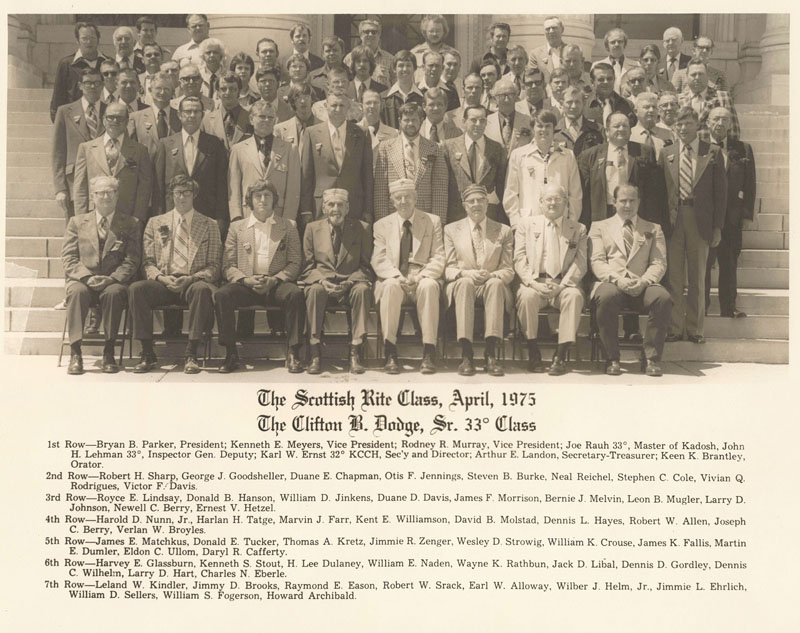 The Scottish Rite Class, April, 1975
The Clifton B. Dodge, Sr. 33° Class
1st Row—Bryan B. Parker, President; Kenneth E. Meyers, Vice President; Rodney R. Murray, Vice President; Joe Rauh 33°, Master of Kadosh, John
H. Lehman 33°, Inspector Gen. Deputy; Karl W. Ernst 32° KCCH, Sec'y and Director; Arthur E. Landon, Secretary-Treasurer; Keen K. Brantley,
Orator.
2nd Row—Robert H. Sharp, George J. Goodsheller, Duane E. Chapman, Otis F. Jennings, Steven B. Burke, Neal Reichel, Stephen C. Cole, Vivian Q.
Rodrigues, Victor F. Davis.
3rd Row—Royce E. Lindsay, Donald B. Hanson, William D. Jinkens, Duane D. Davis, James F. Morrison, Bernie J. Melvin, Leon B. Mugler, Larry D.
Johnson, Newell C. Berry, Ernest V. Hetzel.
4th Row—Harold D. Nunn, Jr., Harlan H. Tatge, Marvin J. Farr, Kent E. Williamson, David B. Molstad, Dennis L. Hayes, Robert W. Allen, Joseph
C. Berry, Verlan W. Broyles.
5th Row—James E. Matchkus, Donald E. Tucker, Thomas A. Kretz, Jimmie R. Zenger, Wesley D. Strowig, William K. Crouse, James K. Fallis, Martin
E. Dumler, Eldon C. Ullom, Daryl R. Cafferty.
6th Row—Harvey E. Glassburn, Kenneth S. Stout, H. Lee Dulaney, William E. Naden, Wayne K. Rathbun, Jack D. Libal, Dennis D. Gordley, Dennis
C. Wilhelm, Larry D. Hart, Charles N. Eberle.
7th Row—Leland W. Kindler, Jimmy D. Brooks, Raymond E. Eason, Robert W. Srack, Earl W. Alloway, Wilber J. Helm, Jr., Jimmie L. Ehrlich,
William D. Sellers, William S. Fogerson, Howard Archibald.